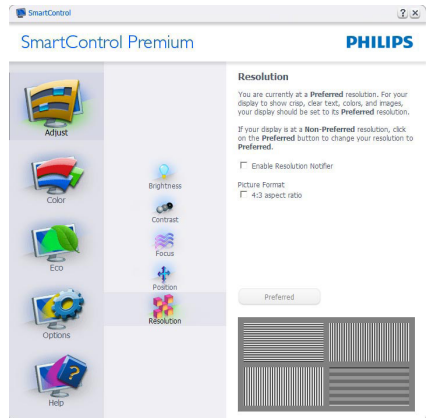 SmartControl
? ×
SmartControl Premium
PHILIPS
Adjust
Color
Eco
Options
Help
Brightness
Contrast
Focus
Position
Resolution
Resolution
You are currently at a Preferred resolution. For your
display to show crisp, clear text, colors, and images,
your display should be set to its Preferred resolution.
If your display is at a Non-Preferred resolution, click
on the Preferred button to change your resolution to
Preferred.
Enable Resolution Notifier
Picture Format
4:3 aspect ratio
Preferred